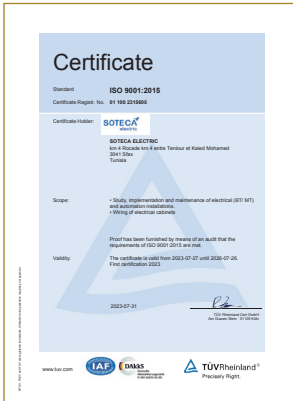 Certificate
Standard ISO 9001:2015
Certificate Registr. No. 01 100 2315605
Certificate Holder: SOTECA
electric
SOTECA ELECTRIC
km 4 Rocade km 4 entre Teniour et Kaied Mohamed
3041 Sfax
Tunisia
Scope: • Study, implementation and maintenance of electrical (BT/ MT)
and automation installations.
• Wiring of electrical cabinets
Proof has been furnished by means of an audit that the
requirements of ISO 9001:2015 are met.
Validity: The certificate is valid from 2023-07-27 until 2026-07-26.
First certification 2023
2023-07-31
TÜV Rheinland Cert GmbH
Am Grauen Stein · 51105 Köln
www.tuv.com
IAF
DAkkS
Deutsche
Akkreditierungsstelle
TÜVRheinland®
Precisely Right.